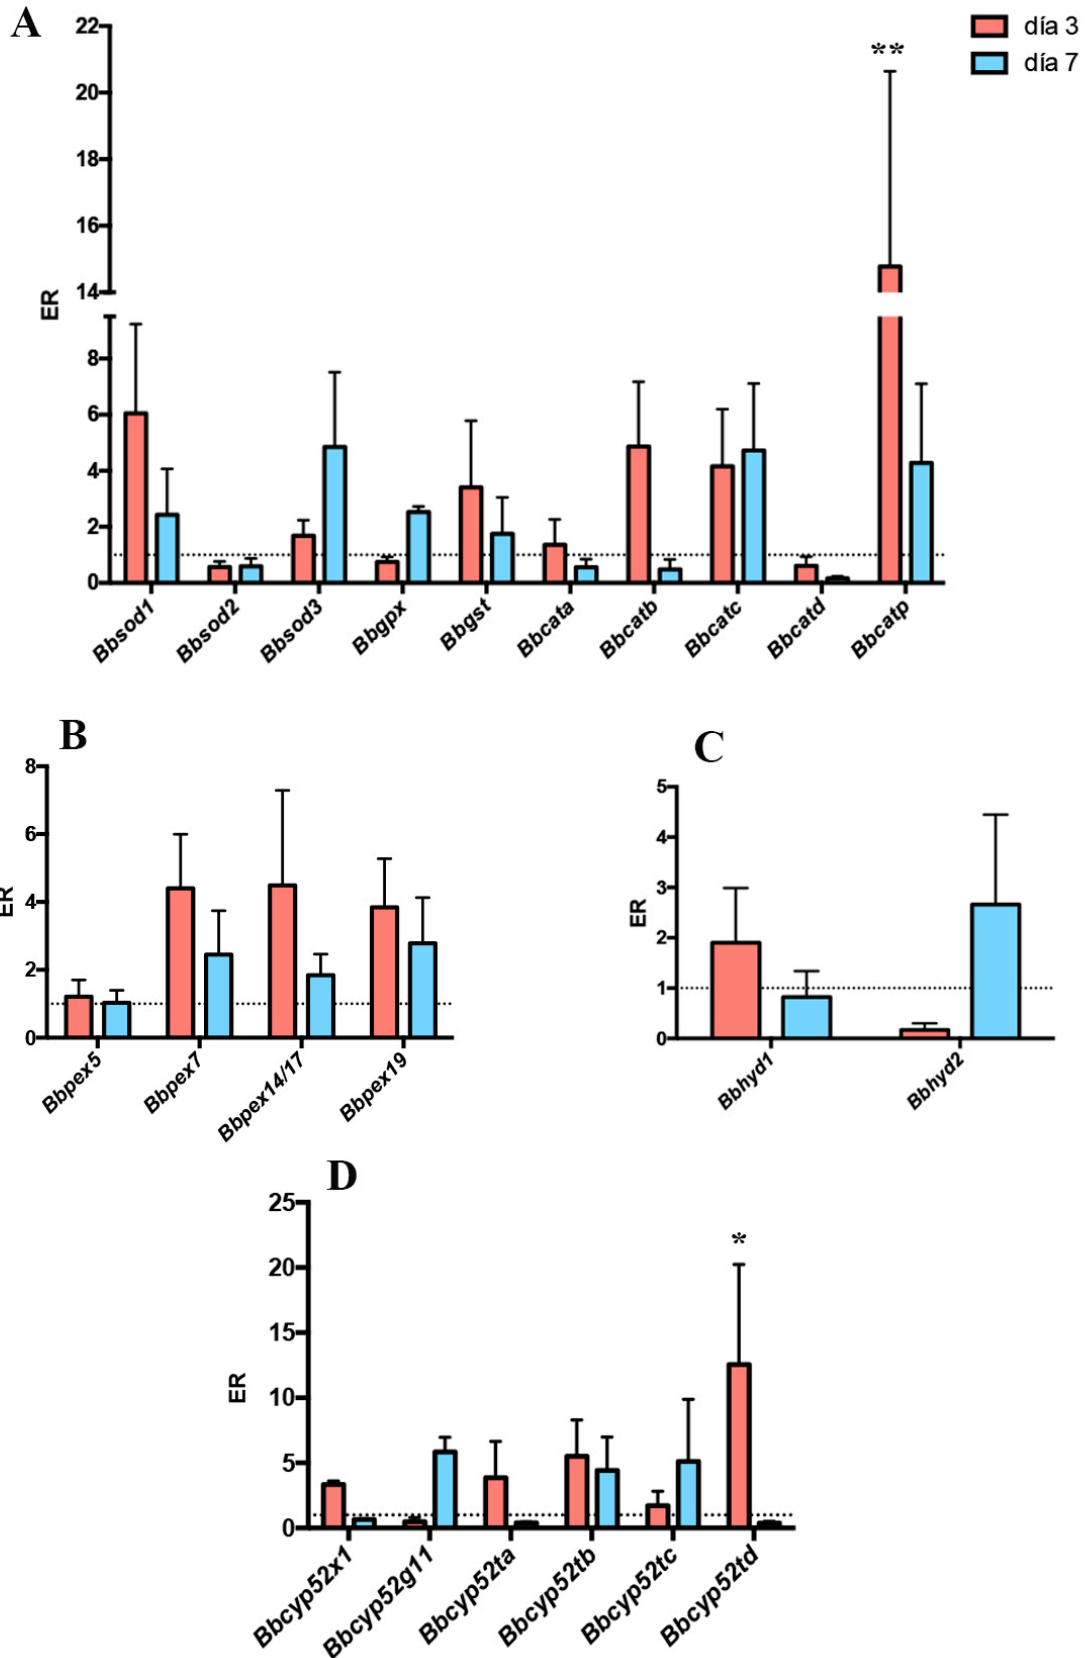 A
día 3
día 7
**
22
20
18
16
14
8
6
4
2
0
ER
Bbsod1
Bbsod2
Bbsod3
Bbgpx
Bbgst
Bbcata
Bbcatb
Bbcatc
Bbcatd
Bbcatp
B
8
6
4
2
0
ER
Bbpex5
Bbpex7
Bbpex14/17
Bbpex19
C
5
4
3
2
1
0
ER
Bbhyd1
Bbhyd2
D
25
20
15
10
5
0
ER
*
Bbcyp52x1
Bbcyp52g11
Bbcyp52ta
Bbcyp52tb
Bbcyp52tc
Bbcyp52td